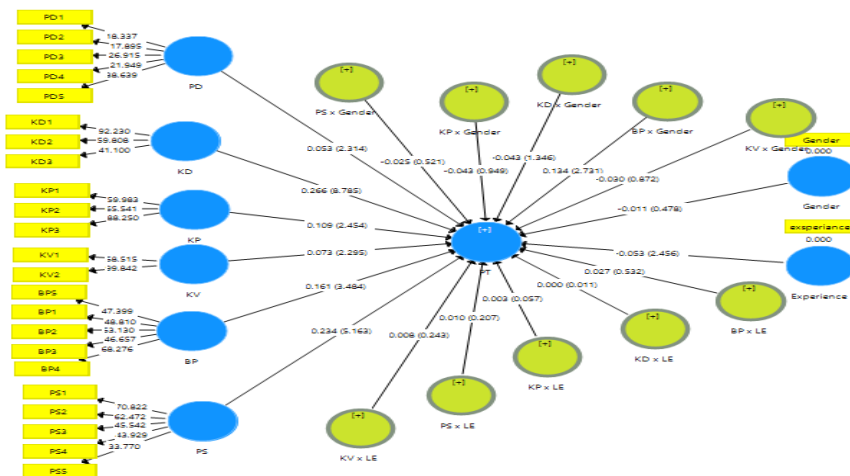 PD1
PD2
PD3
PD4
PD5
18.337
17.895
26.915
21.949
38.639
PD
KD1
KD2
KD3
92.230
59.808
41.100
KD
KP1
KP2
KP3
59.983
55.541
88.250
KP
KV1
KV2
58.515
39.842
KV
BP5
BP1
BP2
BP3
BP4
47.399
48.810
53.130
46.657
68.276
BP
PS1
PS2
PS3
PS4
PS5
70.822
62.472
45.542
43.929
33.770
PS
0.053 (2.314)
0.266 (8.785)
0.109 (2.454)
0.073 (2.295)
0.161 (3.484)
0.234 (5.163)
[+]
PS x Gender
[+]
KP x Gender
[+]
KD x Gender
[+]
BP x Gender
[+]
KV x Gender
-0.025 (0.521)
-0.043 (0.949)
-0.043 (1.346)
0.134 (2.731)
-0.030 (0.872)
-0.011 (0.478)
Gender
0.000
Gender
exsperiance
0.000
Experience
[+]
PT
-0.053 (2.456)
0.027 (0.532)
0.000 (0.011)
0.003 (0.057)
0.010 (0.207)
0.008 (0.243)
[+]
BP x LE
[+]
KD x LE
[+]
KP x LE
[+]
PS x LE
[+]
KV x LE